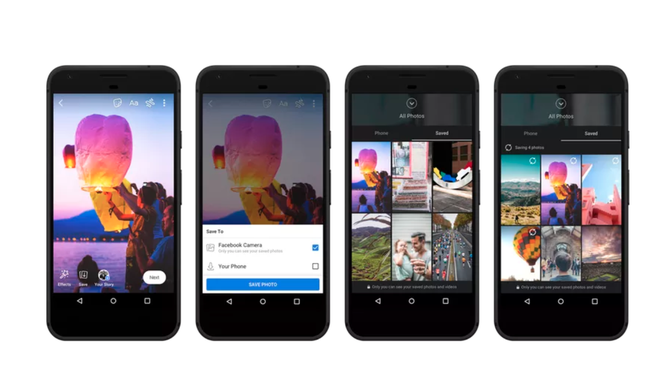 Aa
Effects
Save
Your Story
Next
Aa
Save To
Facebook Camera
Only you can see your saved photos
Your Phone
SAVE PHOTO
All Photos
Phone
Saved
Only you can see your saved photos and videos
All Photos
Phone
Saved
Saving 4 photos
Only you can see your saved photos and videos